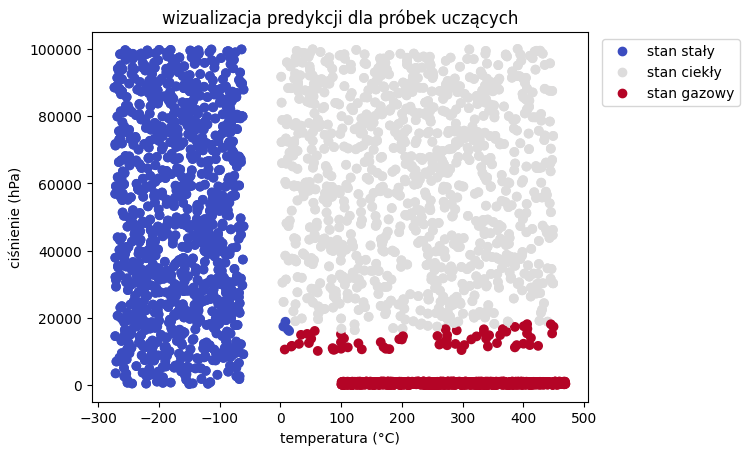 wizualizacja predykcji dla próbek uczących
100000
80000
60000
40000
20000
0
ciśnienie (hPa)
−300
−200
−100
0
100
200
300
400
500
temperatura (°C)
stan stały
stan ciekły
stan gazowy